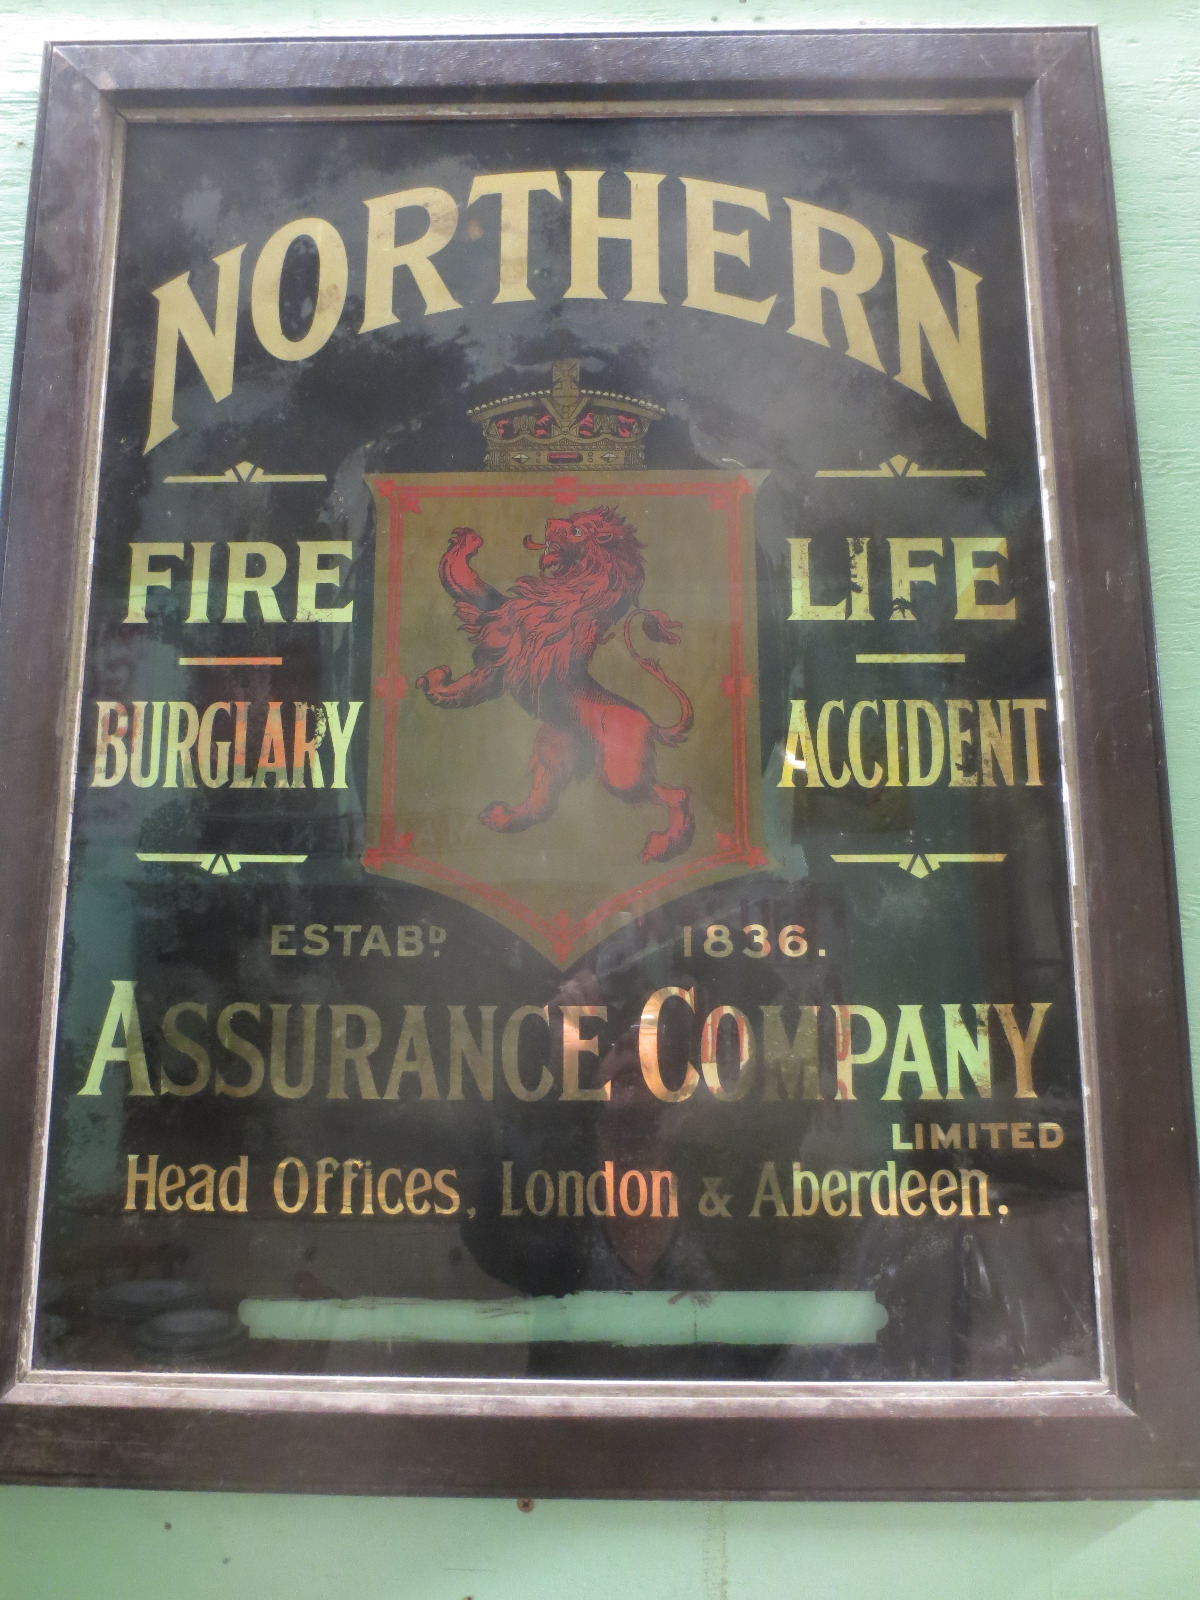 NORTHERN
FIRE LIFE
BURGLARY ACCIDENT
ESTABD. 1836.
ASSURANCE COMPANY
LIMITED
Head Offices, London & Aberdeen.